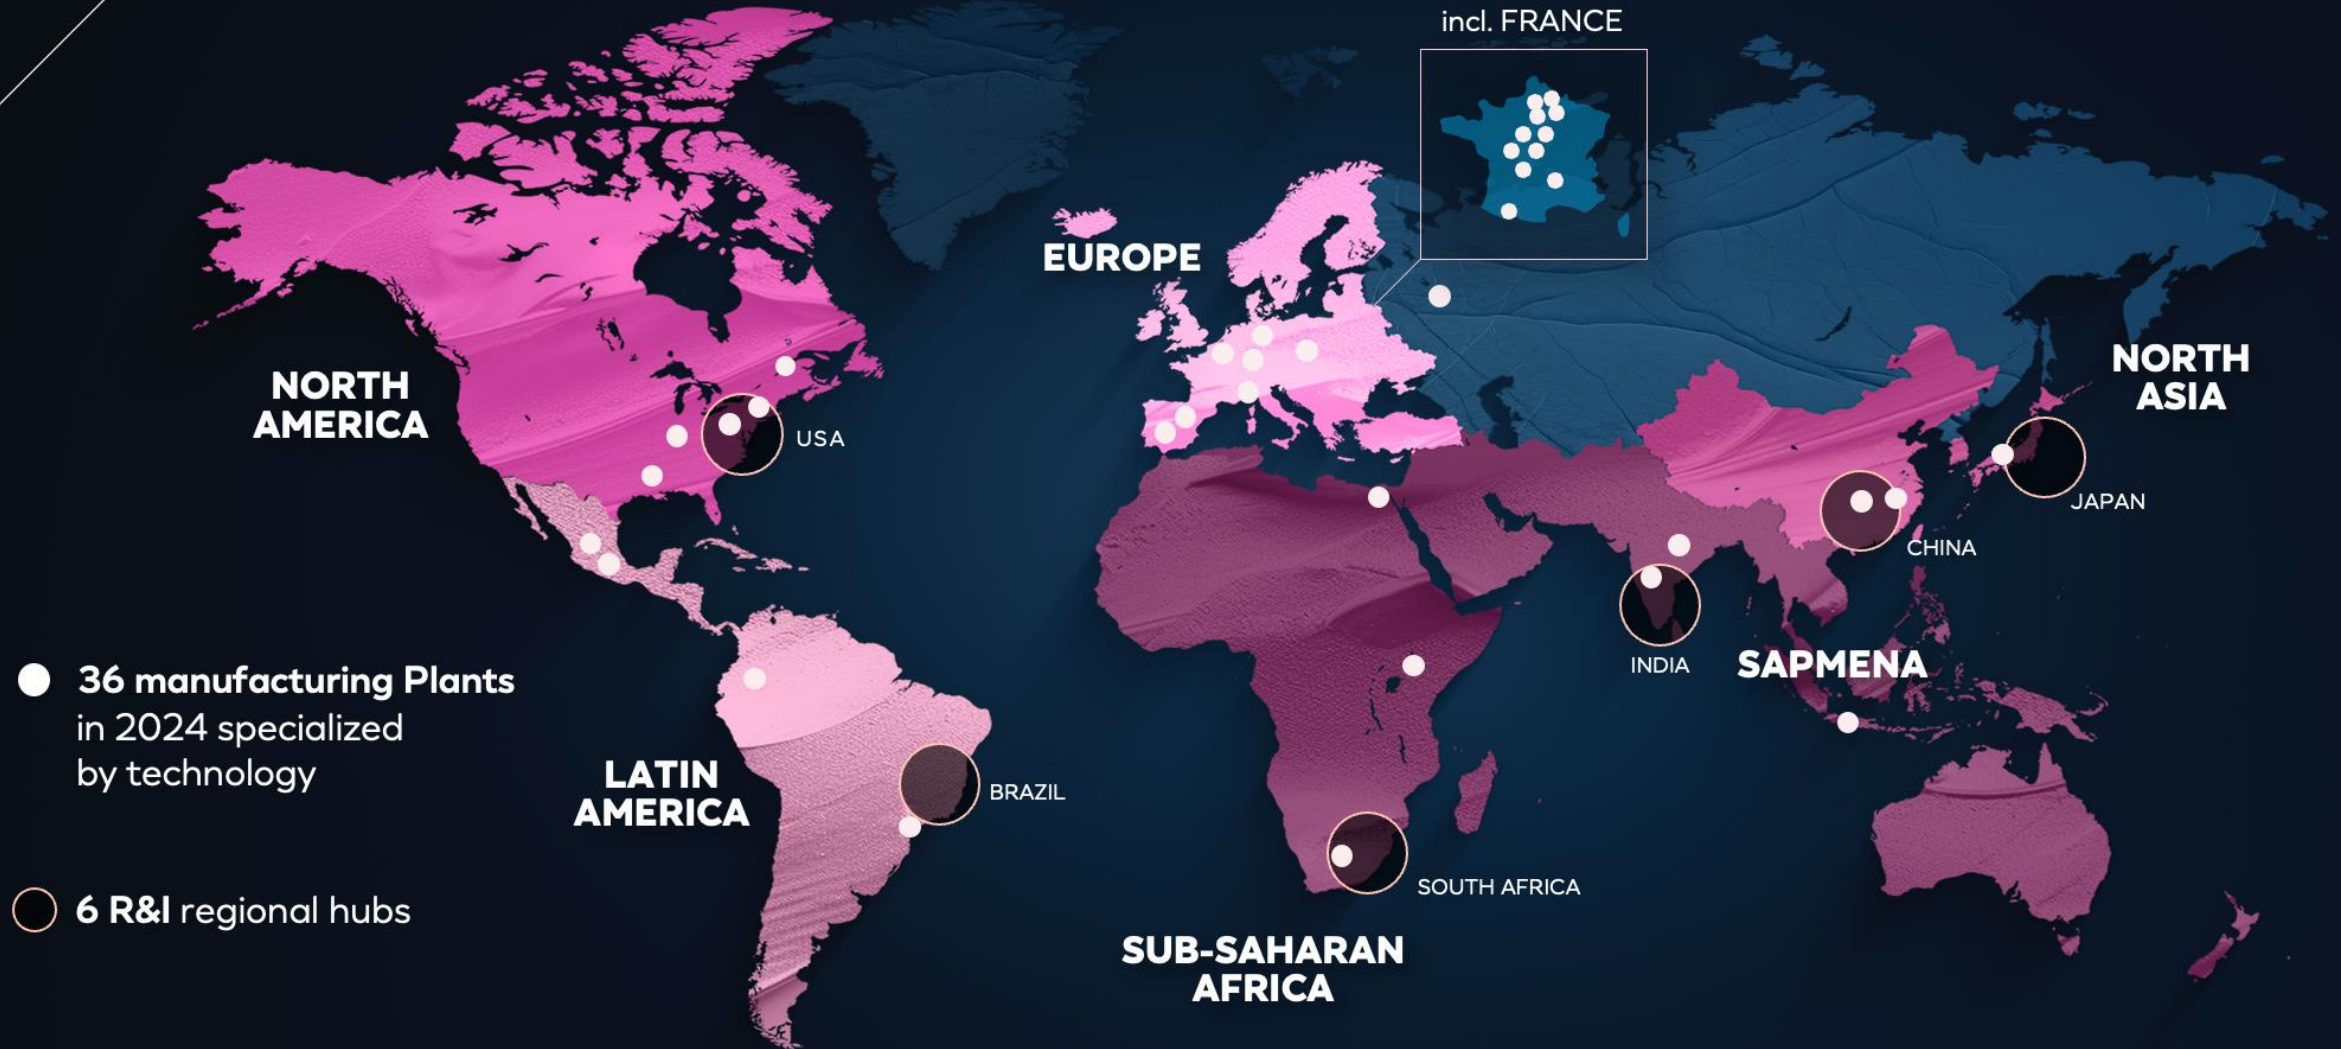 incl. FRANCE
EUROPE
NORTH
AMERICA
USA
NORTH
ASIA
JAPAN
CHINA
INDIA
SAPMENA
36 manufacturing Plants
in 2024 specialized
by technology
LATIN
AMERICA
BRAZIL
SOUTH AFRICA
6 R&I regional hubs
SUB-SAHARAN
AFRICA